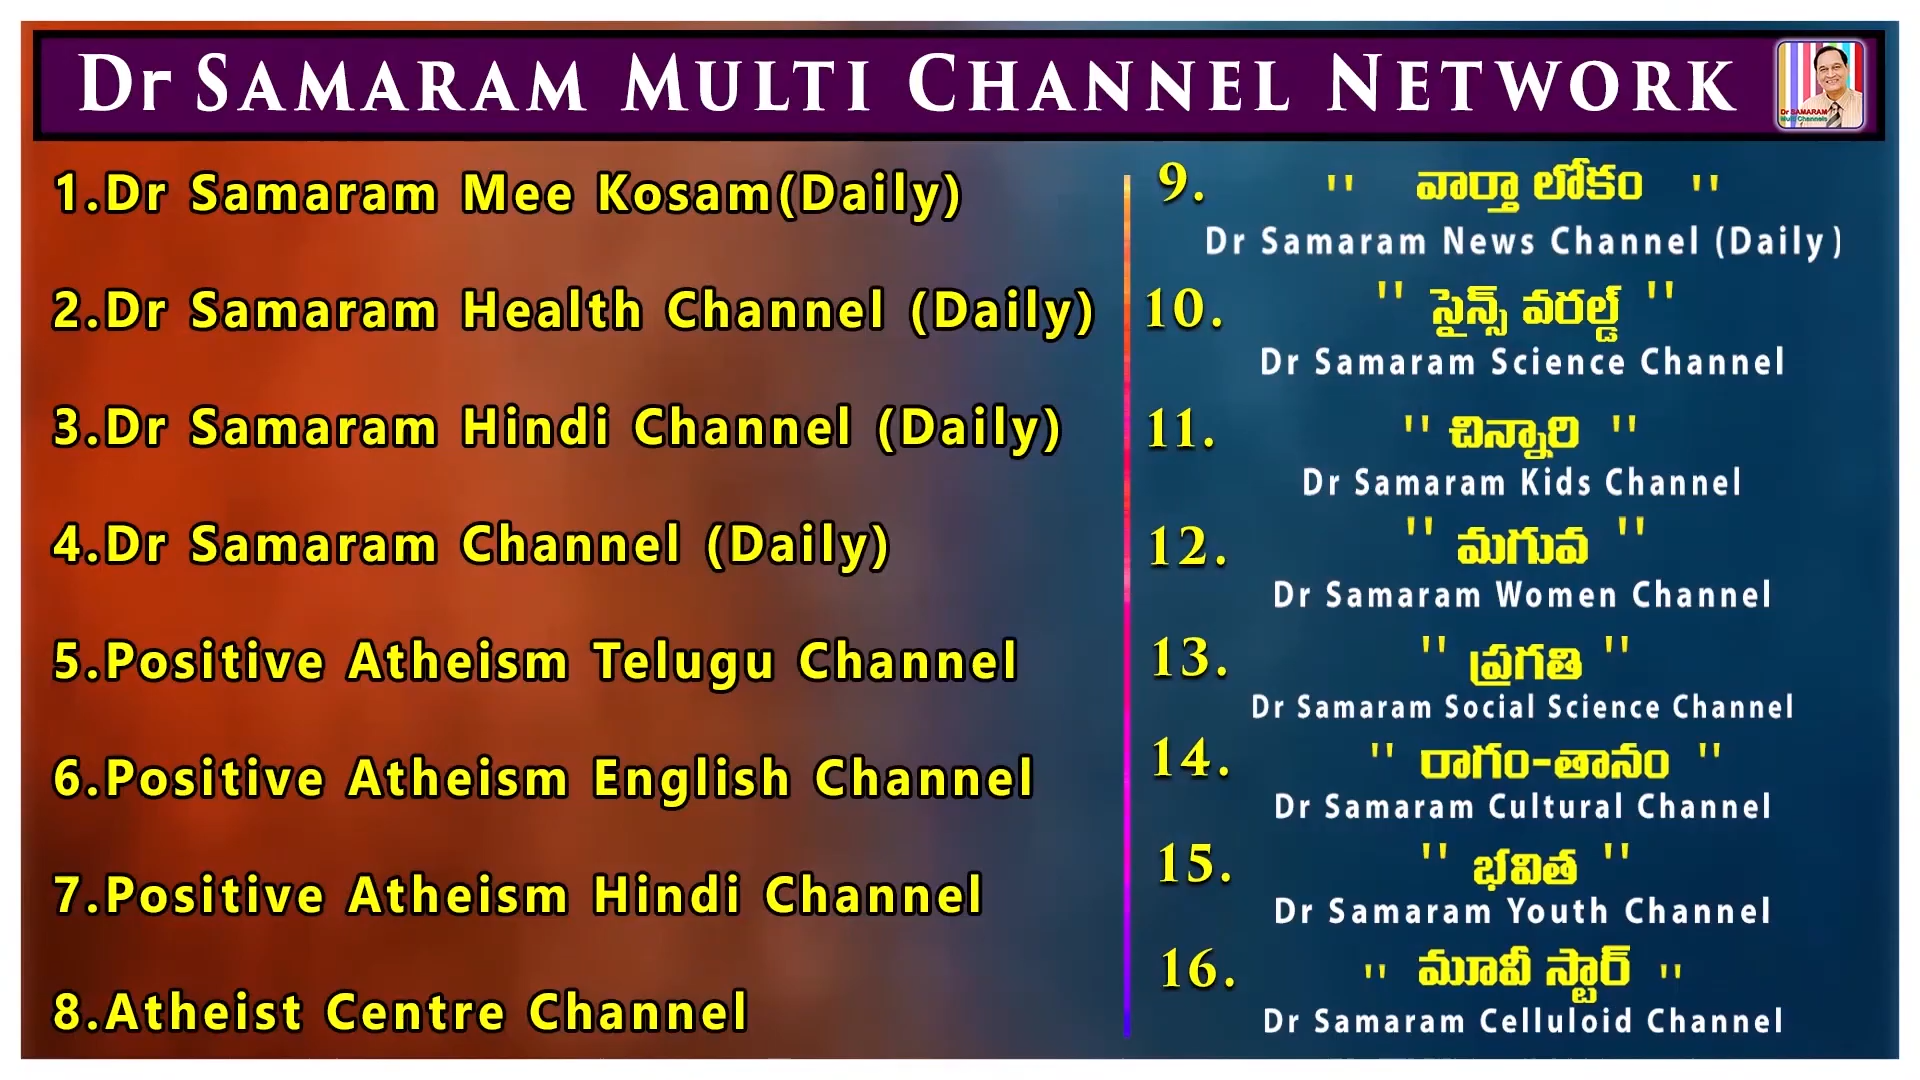 Dr SAMARAM MULTI CHANNEL NETWORK
Dr SAMARAM
Multi Channels
1.Dr Samaram Mee Kosam(Daily)
2.Dr Samaram Health Channel (Daily)
3.Dr Samaram Hindi Channel (Daily)
4.Dr Samaram Channel (Daily)
5.Positive Atheism Telugu Channel
6.Positive Atheism English Channel
7.Positive Atheism Hindi Channel
8.Atheist Centre Channel
9. " వార్తా లోకం "
Dr Samaram News Channel (Daily)
10. " సైన్స్ వరల్డ్ "
Dr Samaram Science Channel
11. " చిన్నారి "
Dr Samaram Kids Channel
12. " మగువ "
Dr Samaram Women Channel
13. " ప్రగతి "
Dr Samaram Social Science Channel
14. " రాగం-తానం "
Dr Samaram Cultural Channel
15. " భవిత "
Dr Samaram Youth Channel
16. " మూవీ స్టార్ "
Dr Samaram Celluloid Channel